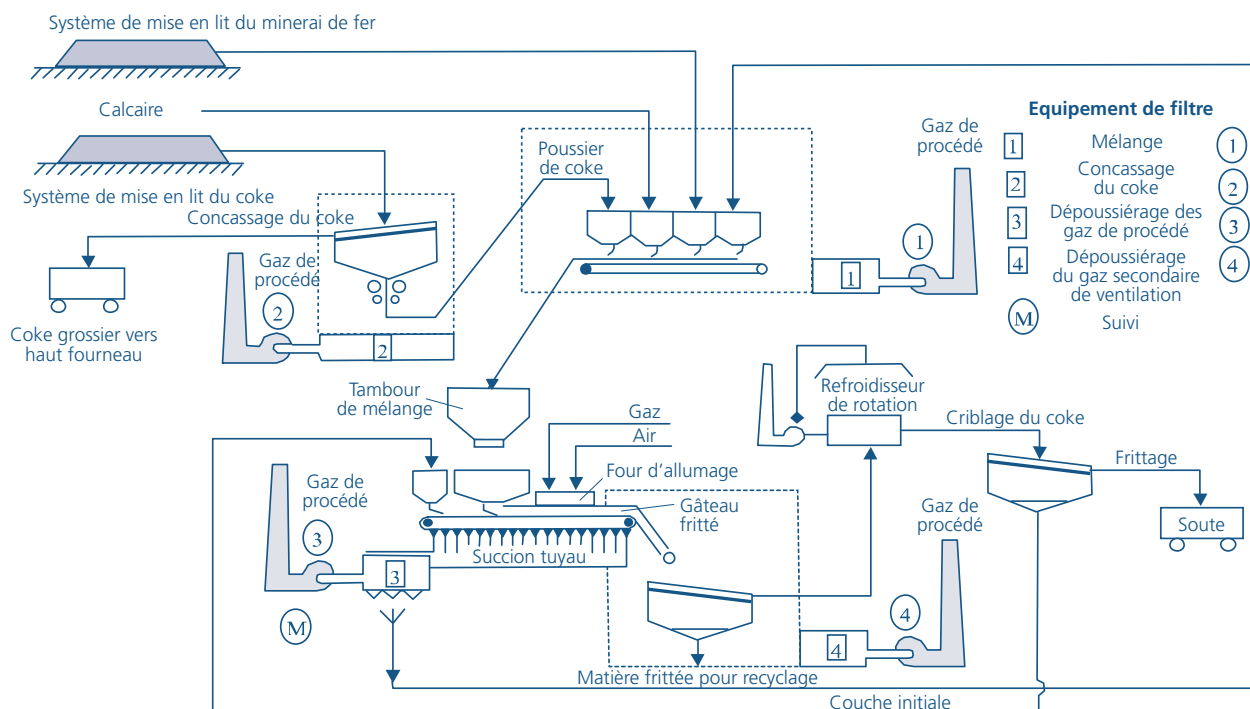 Système de mise en lit du minerai de fer
Calcaire
Système de mise en lit du coke
Concassage du coke
Poussier
de coke
Gaz de
procédé
1
1
Equipement de filtre
1
Mélange
1
2
Concassage
du coke
2
3
Dépoussiérage des
gaz de procédé
3
4
Dépoussiérage
du gaz secondaire
de ventilation
4
M
Suivi
Gaz de
procédé
2
2
Coke grossier vers
haut fourneau
Tambour
de mélange
Gaz
Air
Four d'allumage
Gâteau
fritté
Refroidisseur
de rotation
Criblage du coke
Frittage
Soute
Gaz de
procédé
3
3
M
Succion tuyau
Gaz de
procédé
4
4
Matière frittée pour recyclage
Couche initiale